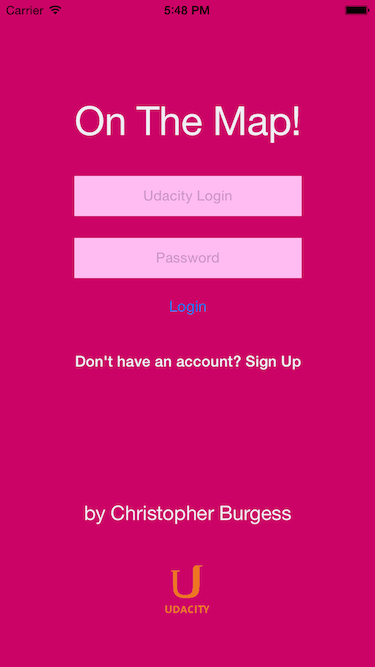 Carrier 5:48 PM
On The Map!
Udacity Login
Password
Login
Don't have an account? Sign Up
by Christopher Burgess
U
UDACITY